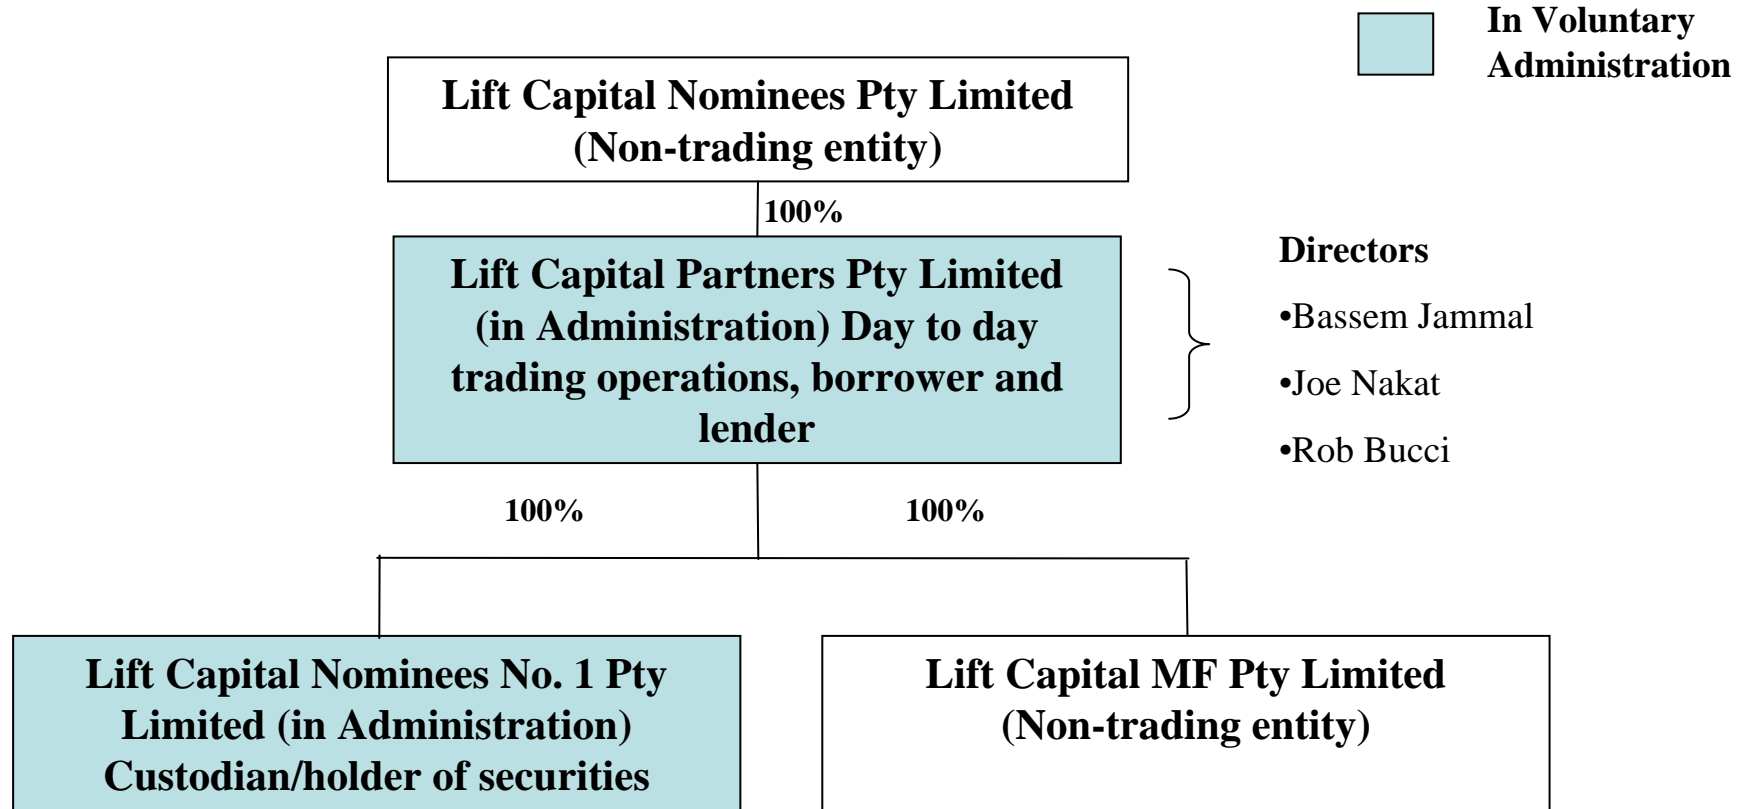 In Voluntary
Administration
Lift Capital Nominees Pty Limited
(Non-trading entity)
100%
Lift Capital Partners Pty Limited
(in Administration) Day to day
trading operations, borrower and
lender
Directors
•Bassem Jammal
•Joe Nakat
•Rob Bucci
100%
100%
Lift Capital Nominees No. 1 Pty
Limited (in Administration)
Custodian/holder of securities
Lift Capital MF Pty Limited
(Non-trading entity)